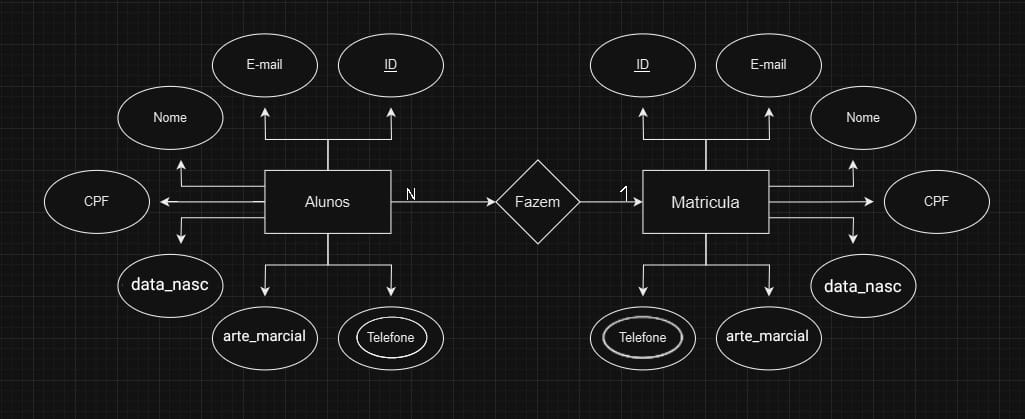 E-mail
ID
ID
E-mail
Nome
Nome
CPF
Alunos
N
Fazem
1
Matricula
CPF
data_nasc
data_nasc
arte_marcial
Telefone
Telefone
arte_marcial